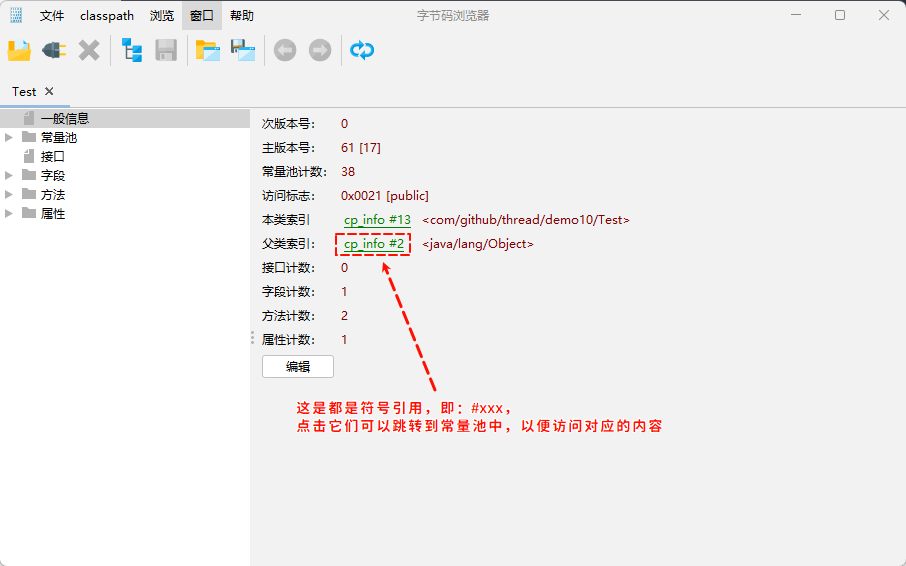 文件 classpath 浏览 窗口 帮助 字节码浏览器
Test
一般信息
常量池
接口
字段
方法
属性
次版本号： 0
主版本号： 61 [17]
常量池计数： 38
访问标志： 0x0021 [public]
本类索引 cp_info #13 <com/github/thread/demo10/Test>
父类索引： cp_info #2 <java/lang/Object>
接口计数： 0
字段计数： 1
方法计数： 2
属性计数： 1
编辑
这是都是符号引用，即：#xxx，
点击它们可以跳转到常量池中，以便访问对应的内容